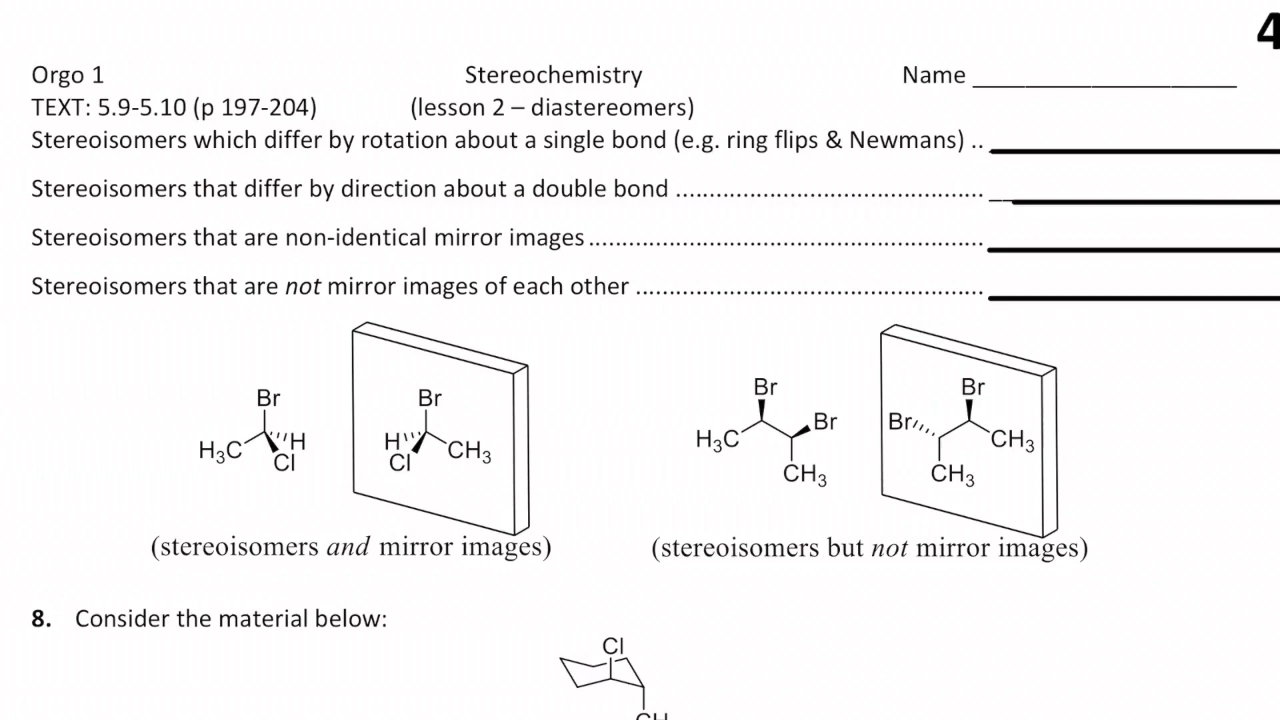 4
Orgo 1 Stereochemistry Name ____________________
TEXT: 5.9-5.10 (p 197-204) (lesson 2 – diastereomers)
Stereoisomers which differ by rotation about a single bond (e.g. ring flips & Newmans) ..
Stereoisomers that differ by direction about a double bond ............................................... __
Stereoisomers that are non-identical mirror images ............................................................
Stereoisomers that are not mirror images of each other .....................................................
Br Br Br Br
H₃C H H CH₃ H₃C Br Br CH₃
Cl Cl CH₃ CH₃
(stereoisomers and mirror images) (stereoisomers but not mirror images)
8. Consider the material below:
Cl